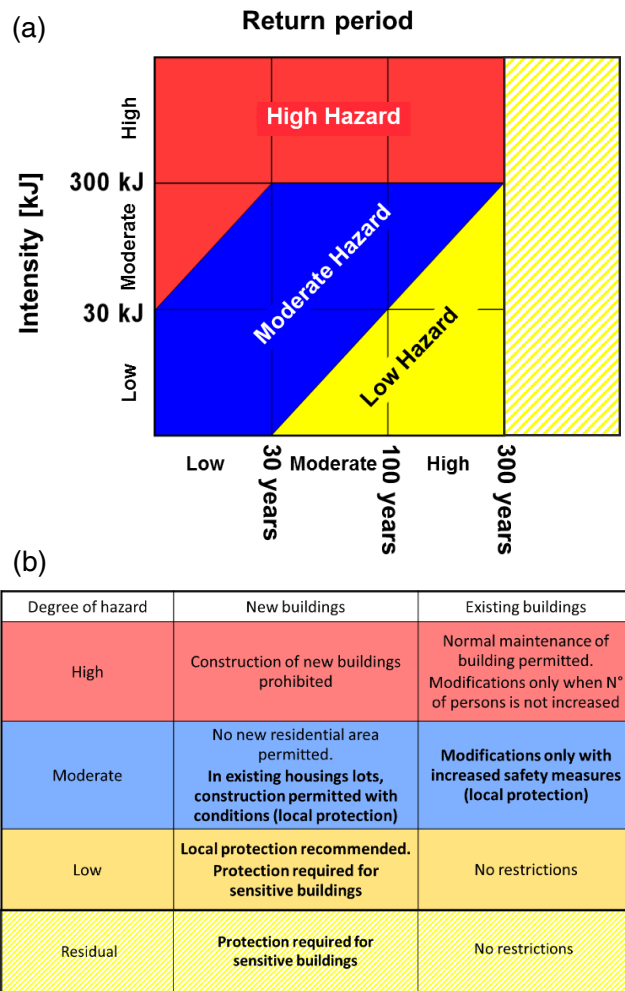 (a)
Return period
High Hazard
Moderate Hazard
Low Hazard
Intensity [kJ]
High
Moderate
Low
300 kJ
30 kJ
Low
Moderate
High
30 years
100 years
300 years
(b)
Degree of hazard
New buildings
Existing buildings
High
Construction of new buildings
prohibited
Normal maintenance of
building permitted.
Modifications only when N°
of persons is not increased
Moderate
No new residential area
permitted.
In existing housings lots,
construction permitted with
conditions (local protection)
Modifications only with
increased safety measures
(local protection)
Low
Local protection recommended.
Protection required for
sensitive buildings
No restrictions
Residual
Protection required for
sensitive buildings
No restrictions